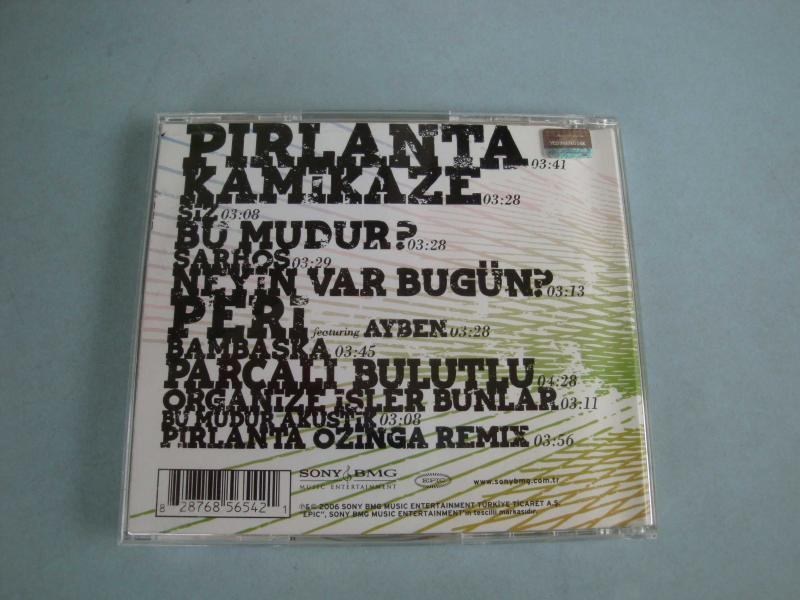 PIRLANTA 03:41
KAMİKAZE 03:28
SİZ 03:08
BU MUDUR? 03:28
SARHOŞ 03:29
NEYİN VAR BUGÜN? 03:13
PERİ featuring AYBEN 03:28
BAMBAŞKA 03:45
PARÇALI BULUTLU 04:28
ORGANİZE İŞLER BUNLAR 03:11
BU MUDUR AKUSTİK 03:08
PIRLANTA OZINGA REMIX 03:56
SONY BMG
MUSIC ENTERTAINMENT
EPIC
www.sonybmg.com.tr
8 28768 56542 1
℗&© 2006 SONY BMG MUSIC ENTERTAINMENT TÜRKİYE TİCARET A.Ş.
"EPIC", SONY BMG MUSIC ENTERTAINMENT'in tescilli markasıdır.